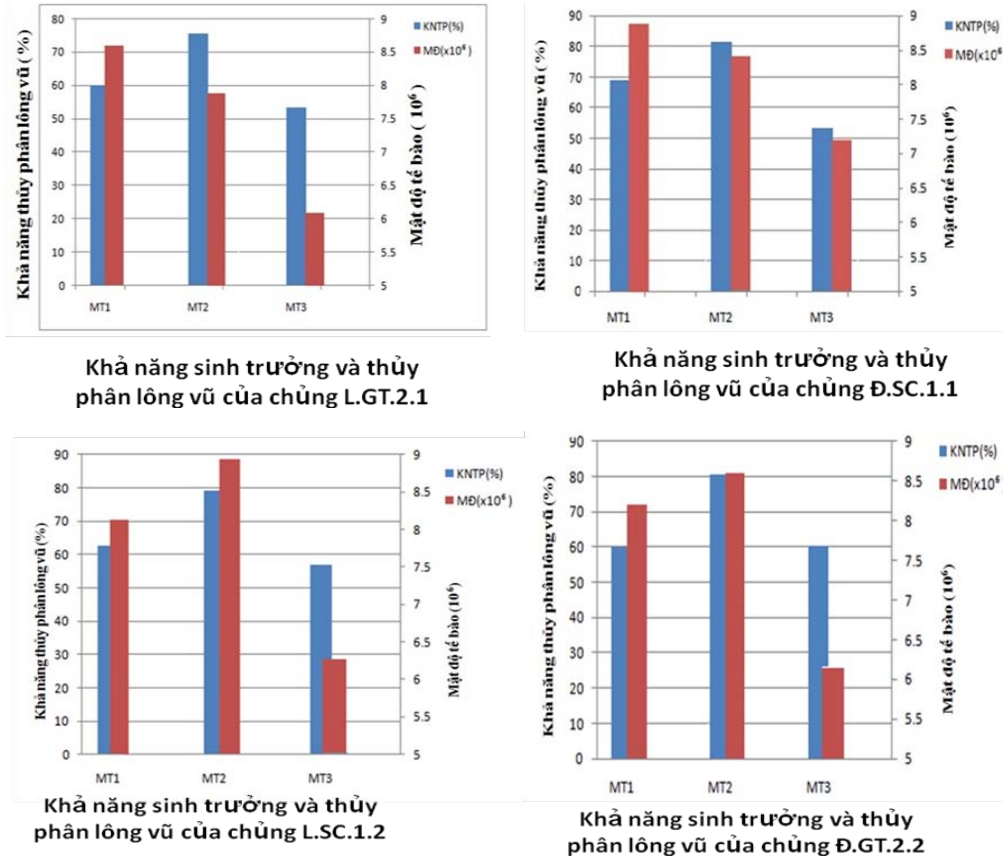 Khả năng thủy phân lông vũ (%)
80
70
60
50
40
30
20
10
0
MT1 MT2 MT3
9
8.5
8
7.5
7
6.5
6
5.5
5
Mật độ tế bào ( 10⁶)
KNTP(%)
MĐ(x10⁶ )
Khả năng sinh trưởng và thủy
phân lông vũ của chủng L.GT.2.1
Khả năng thủy phân lông vũ (%)
90
80
70
60
50
40
30
20
10
0
MT1 MT2 MT3
9
8.5
8
7.5
7
6.5
6
5.5
5
Mật độ tế bào (10⁶)
KNTP(%)
MĐ(x10⁶
Khả năng sinh trưởng và thủy
phân lông vũ của chủng Đ.SC.1.1
Khả năng thủy phân lông vũ (%)
90
80
70
60
50
40
30
20
10
0
MT1 MT2 MT3
9
8.5
8
7.5
7
6.5
6
5.5
5
Mật độ tế bào (10⁶)
KNTP(%)
MĐ(x10⁶ )
Khả năng sinh trưởng và thủy
phân lông vũ của chủng L.SC.1.2
Khả năng thủy phân lông vũ (%)
90
80
70
60
50
40
30
20
10
0
MT1 MT2 MT3
9
8.5
8
7.5
7
6.5
6
5.5
5
Mật độ tế bào (10⁶)
KNTP(%)
MĐ(x10⁶
Khả năng sinh trưởng và thủy
phân lông vũ của chủng Đ.GT.2.2